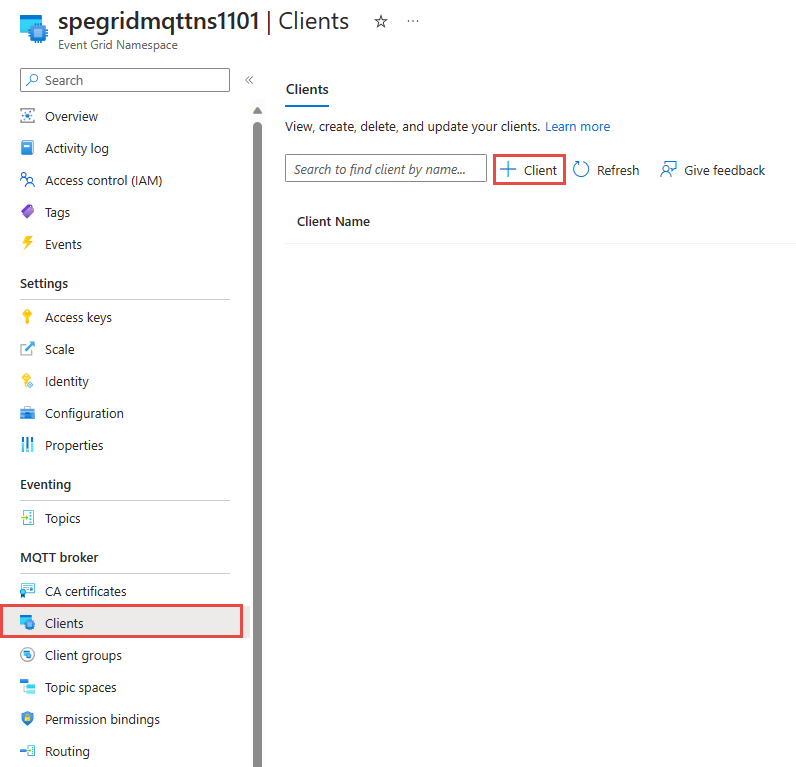 spegridmqttns1101 | Clients ☆ ...
Event Grid Namespace
Search
«
Overview
Activity log
Access control (IAM)
Tags
Events
Settings
Access keys
Scale
Identity
Configuration
Properties
Eventing
Topics
MQTT broker
CA certificates
Clients
Client groups
Topic spaces
Permission bindings
Routing
Clients
View, create, delete, and update your clients. Learn more
Search to find client by name... + Client Refresh Give feedback
Client Name